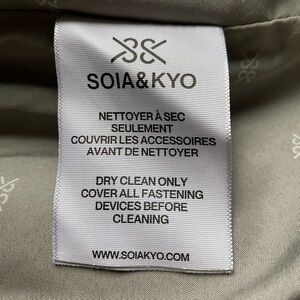 SOIA&KYO
NETTOYER À SEC
SEULEMENT
COUVRIR LES ACCESSOIRES
AVANT DE NETTOYER
DRY CLEAN ONLY
COVER ALL FASTENING
DEVICES BEFORE
CLEANING
WWW.SOIAKYO.COM